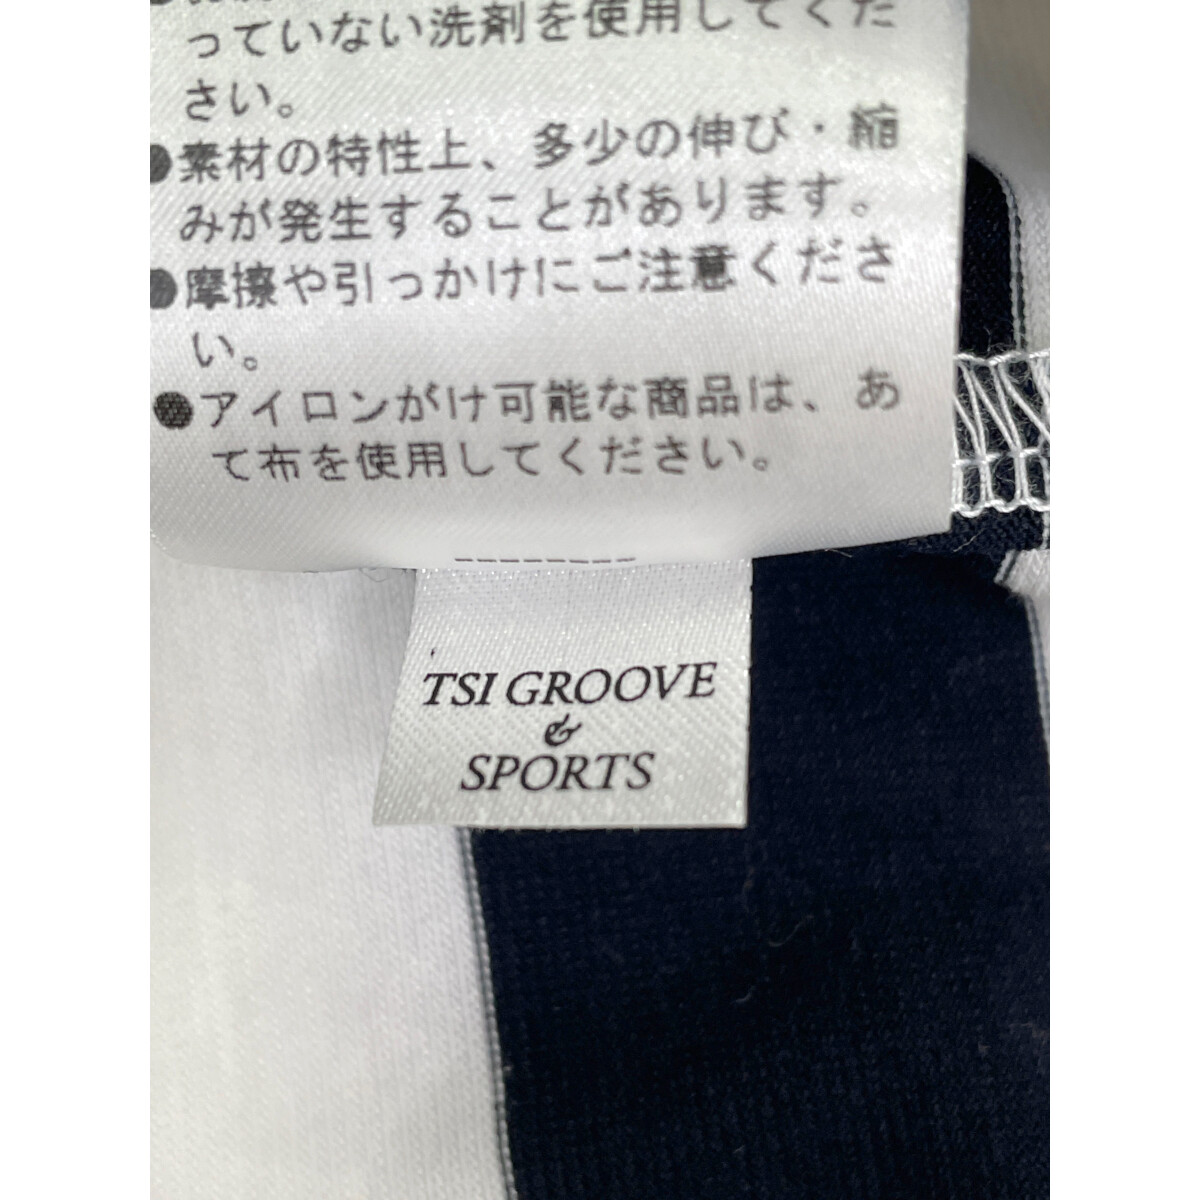 っていない洗剤を使用してくだ
さい。
●素材の特性上、多少の伸び・縮
みが発生することがあります。
●摩擦や引っかけにご注意くださ
い。
●アイロンがけ可能な商品は、あ
て布を使用してください。
TSI GROOVE
&
SPORTS